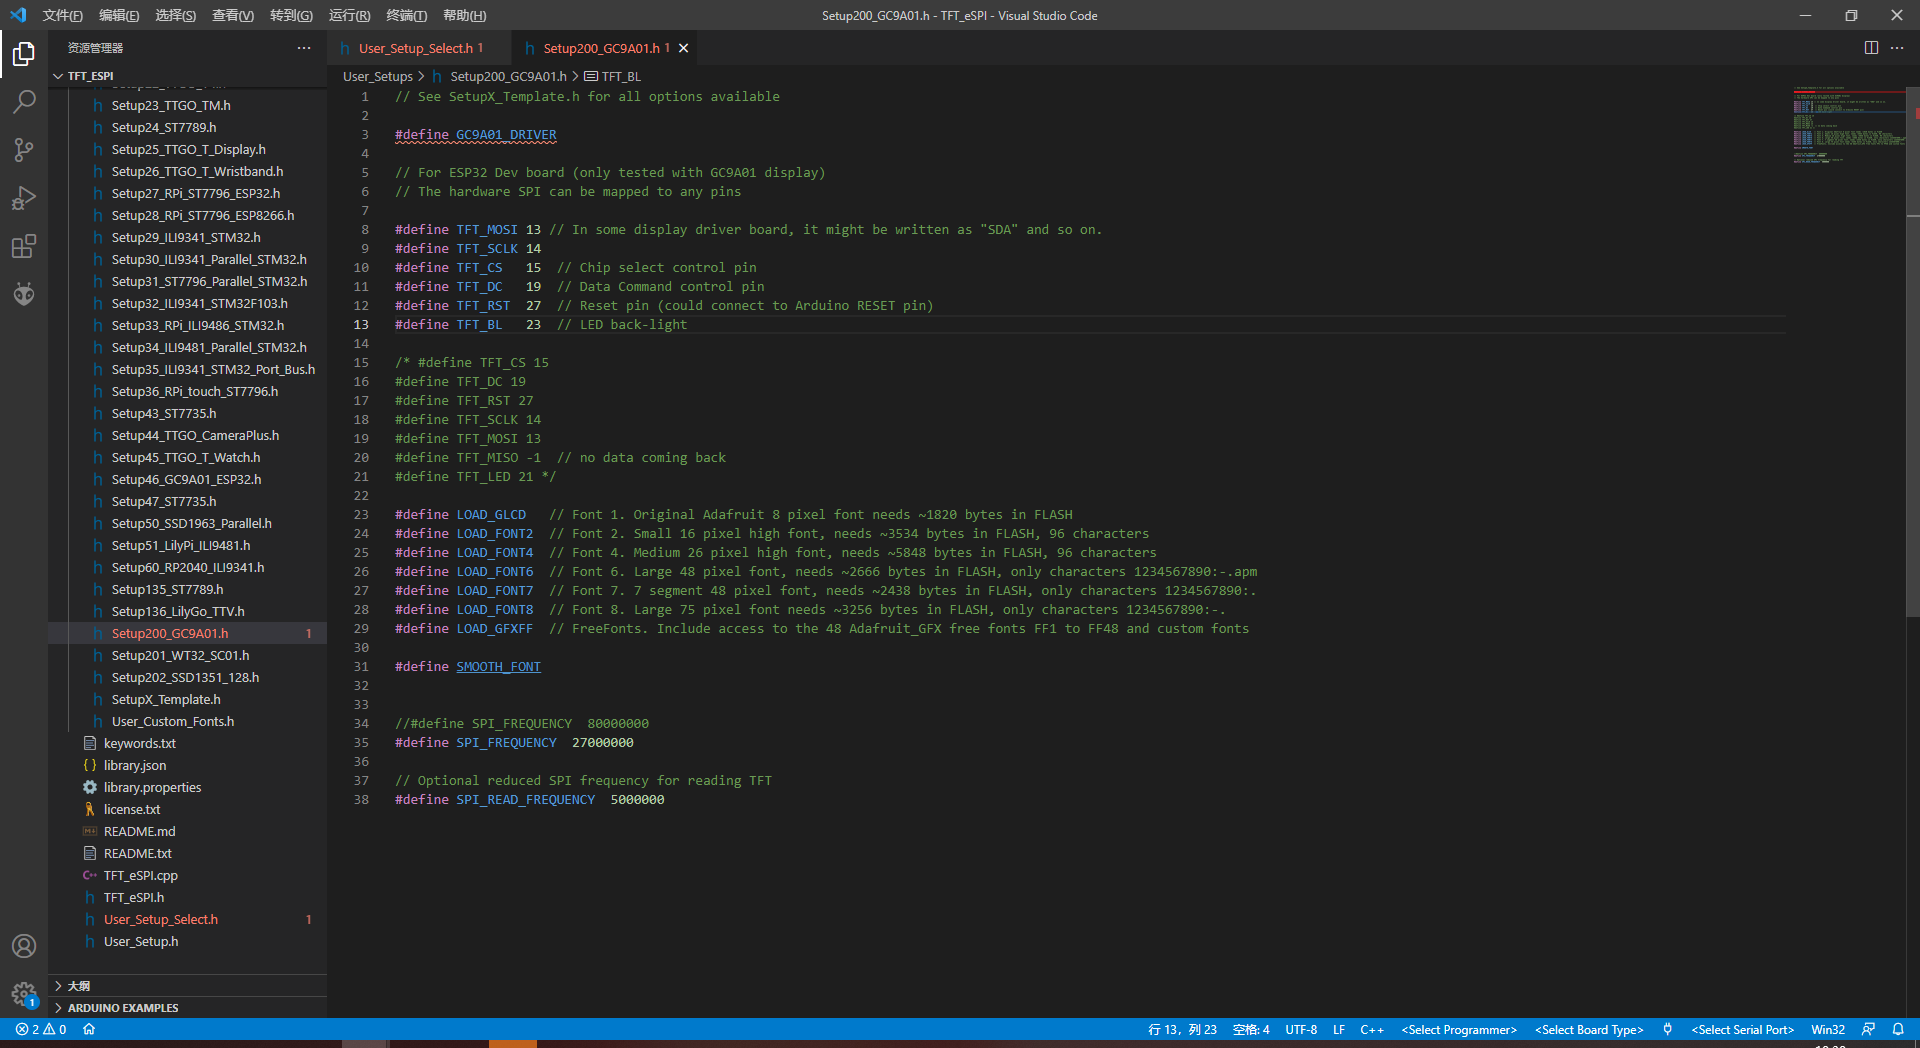 文件(F) 编辑(E) 选择(S) 查看(V) 转到(G) 运行(R) 终端(T) 帮助(H)
Setup200_GC9A01.h - TFT_eSPI - Visual Studio Code
资源管理器
TFT_ESPI
Setup23_TTGO_TM.h
Setup24_ST7789.h
Setup25_TTGO_T_Display.h
Setup26_TTGO_T_Wristband.h
Setup27_RPi_ST7796_ESP32.h
Setup28_RPi_ST7796_ESP8266.h
Setup29_ILI9341_STM32.h
Setup30_ILI9341_Parallel_STM32.h
Setup31_ST7796_Parallel_STM32.h
Setup32_ILI9341_STM32F103.h
Setup33_RPi_ILI9486_STM32.h
Setup34_ILI9481_Parallel_STM32.h
Setup35_ILI9341_STM32_Port_Bus.h
Setup36_RPi_touch_ST7796.h
Setup43_ST7735.h
Setup44_TTGO_CameraPlus.h
Setup45_TTGO_T_Watch.h
Setup46_GC9A01_ESP32.h
Setup47_ST7735.h
Setup50_SSD1963_Parallel.h
Setup51_LilyPi_ILI9481.h
Setup60_RP2040_ILI9341.h
Setup135_ST7789.h
Setup136_LilyGo_TTV.h
Setup200_GC9A01.h 1
Setup201_WT32_SC01.h
Setup202_SSD1351_128.h
SetupX_Template.h
User_Custom_Fonts.h
keywords.txt
library.json
library.properties
license.txt
README.md
README.txt
TFT_eSPI.cpp
TFT_eSPI.h
User_Setup_Select.h 1
User_Setup.h
大纲
ARDUINO EXAMPLES
User_Setup_Select.h 1 Setup200_GC9A01.h 1
User_Setups > Setup200_GC9A01.h > TFT_BL
1 // See SetupX_Template.h for all options available
2
3 #define GC9A01_DRIVER
4
5 // For ESP32 Dev board (only tested with GC9A01 display)
6 // The hardware SPI can be mapped to any pins
7
8 #define TFT_MOSI 13 // In some display driver board, it might be written as "SDA" and so on.
9 #define TFT_SCLK 14
10 #define TFT_CS   15  // Chip select control pin
11 #define TFT_DC   19  // Data Command control pin
12 #define TFT_RST  27  // Reset pin (could connect to Arduino RESET pin)
13 #define TFT_BL   23  // LED back-light
14
15 /* #define TFT_CS 15
16 #define TFT_DC 19
17 #define TFT_RST 27
18 #define TFT_SCLK 14
19 #define TFT_MOSI 13
20 #define TFT_MISO -1  // no data coming back
21 #define TFT_LED 21 */
22
23 #define LOAD_GLCD   // Font 1. Original Adafruit 8 pixel font needs ~1820 bytes in FLASH
24 #define LOAD_FONT2  // Font 2. Small 16 pixel high font, needs ~3534 bytes in FLASH, 96 characters
25 #define LOAD_FONT4  // Font 4. Medium 26 pixel high font, needs ~5848 bytes in FLASH, 96 characters
26 #define LOAD_FONT6  // Font 6. Large 48 pixel font, needs ~2666 bytes in FLASH, only characters 1234567890:-.apm
27 #define LOAD_FONT7  // Font 7. 7 segment 48 pixel font, needs ~2438 bytes in FLASH, only characters 1234567890:.
28 #define LOAD_FONT8  // Font 8. Large 75 pixel font needs ~3256 bytes in FLASH, only characters 1234567890:-.
29 #define LOAD_GFXFF  // FreeFonts. Include access to the 48 Adafruit_GFX free fonts FF1 to FF48 and custom fonts
30
31 #define SMOOTH_FONT
32
33
34 //#define SPI_FREQUENCY  80000000
35 #define SPI_FREQUENCY  27000000
36
37 // Optional reduced SPI frequency for reading TFT
38 #define SPI_READ_FREQUENCY  5000000
1
2 0 行 13，列 23 空格: 4 UTF-8 LF C++ <Select Programmer> <Select Board Type> <Select Serial Port> Win32